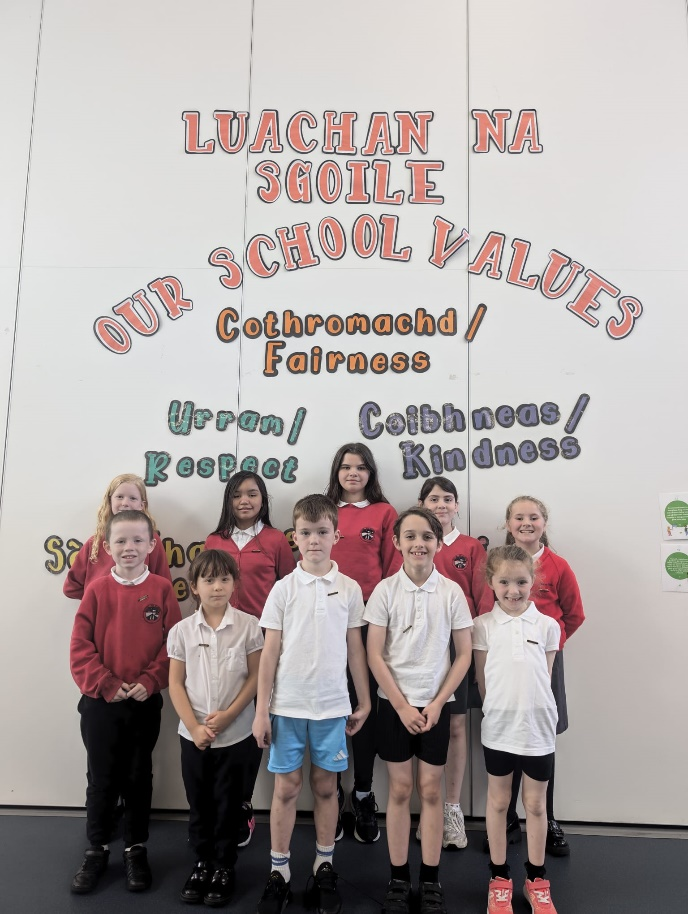 LUACHAN NA
SGOILE
OUR SCHOOL VALUES
Cothromachd/
Fairness
Urram/
Respect
Coibhneas/
Kindness